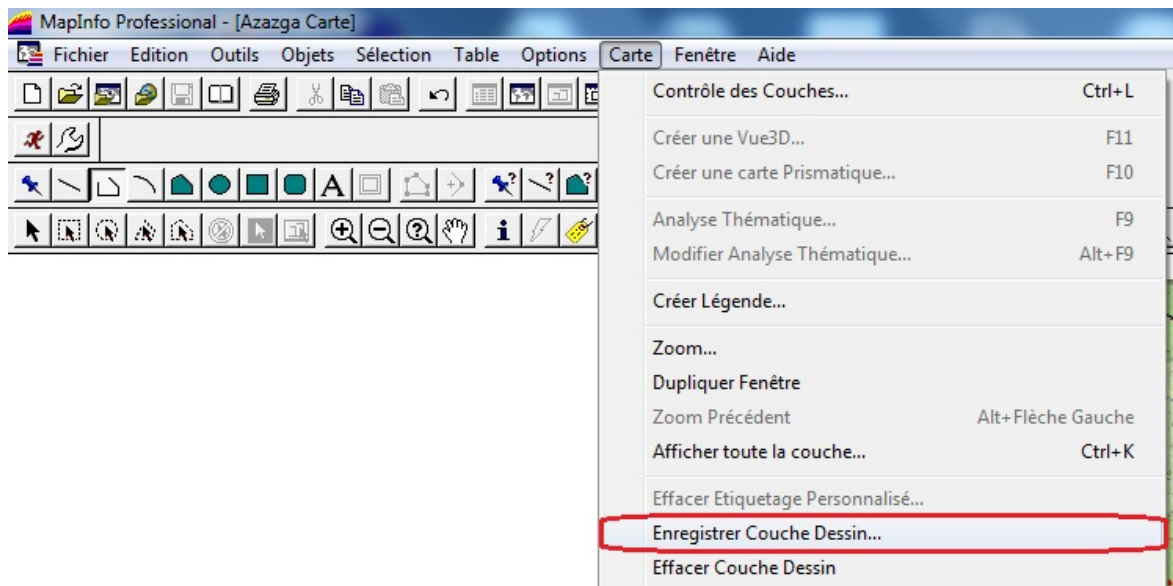 MapInfo Professional - [Azazga Carte]
Fichier Edition Outils Objets Sélection Table Options Carte Fenêtre Aide
Contrôle des Couches... Ctrl+L
Créer une Vue3D... F11
Créer une carte Prismatique... F10
Analyse Thématique... F9
Modifier Analyse Thématique... Alt+F9
Créer Légende...
Zoom...
Dupliquer Fenêtre
Zoom Précédent Alt+Flèche Gauche
Afficher toute la couche... Ctrl+K
Effacer Etiquetage Personnalisé...
Enregistrer Couche Dessin...
Effacer Couche Dessin